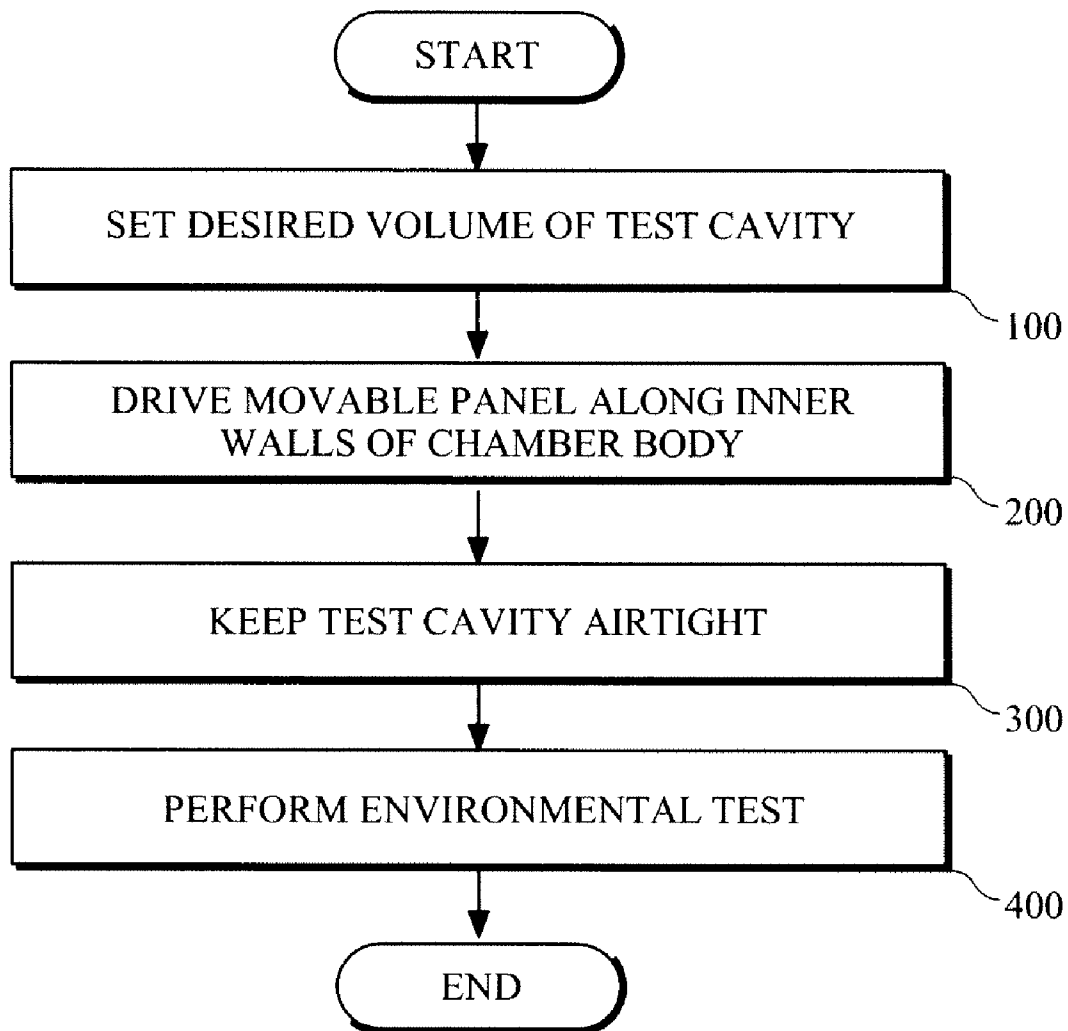 START
SET DESIRED VOLUME OF TEST CAVITY
100
DRIVE MOVABLE PANEL ALONG INNER
WALLS OF CHAMBER BODY
200
KEEP TEST CAVITY AIRTIGHT
300
PERFORM ENVIRONMENTAL TEST
400
END